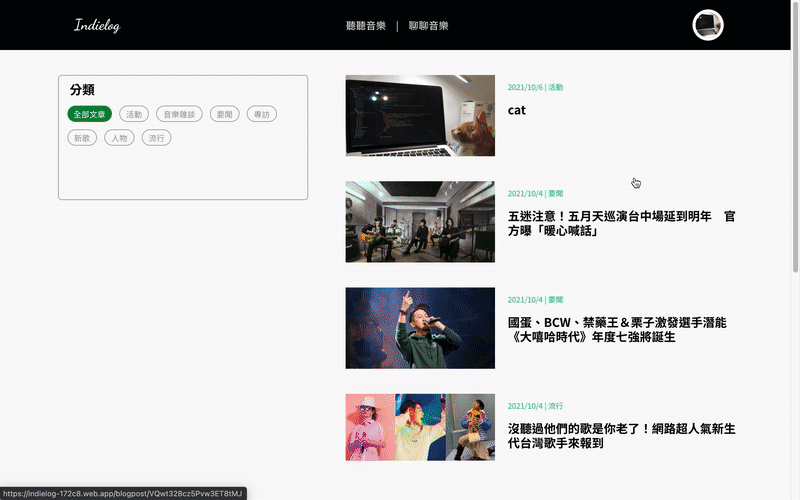 Indielog
聽聽音樂 | 聊聊音樂
分類
全部文章 活動 音樂雜談 要聞 專訪
新歌 人物 流行
2021/10/6 | 活動
cat
2021/10/4 | 要聞
五迷注意！五月天巡演台中場延到明年　官
方曝「暖心喊話」
2021/10/4 | 要聞
國蛋、BCW、禁藥王＆栗子激發選手潛能
《大嘻哈時代》年度七強將誕生
2021/10/4 | 流行
沒聽過他們的歌是你老了！網路超人氣新生
代台灣歌手來報到
https://indielog-172c8.web.app/blogpost/VQwt328cz5Pvw3ET8tMJ